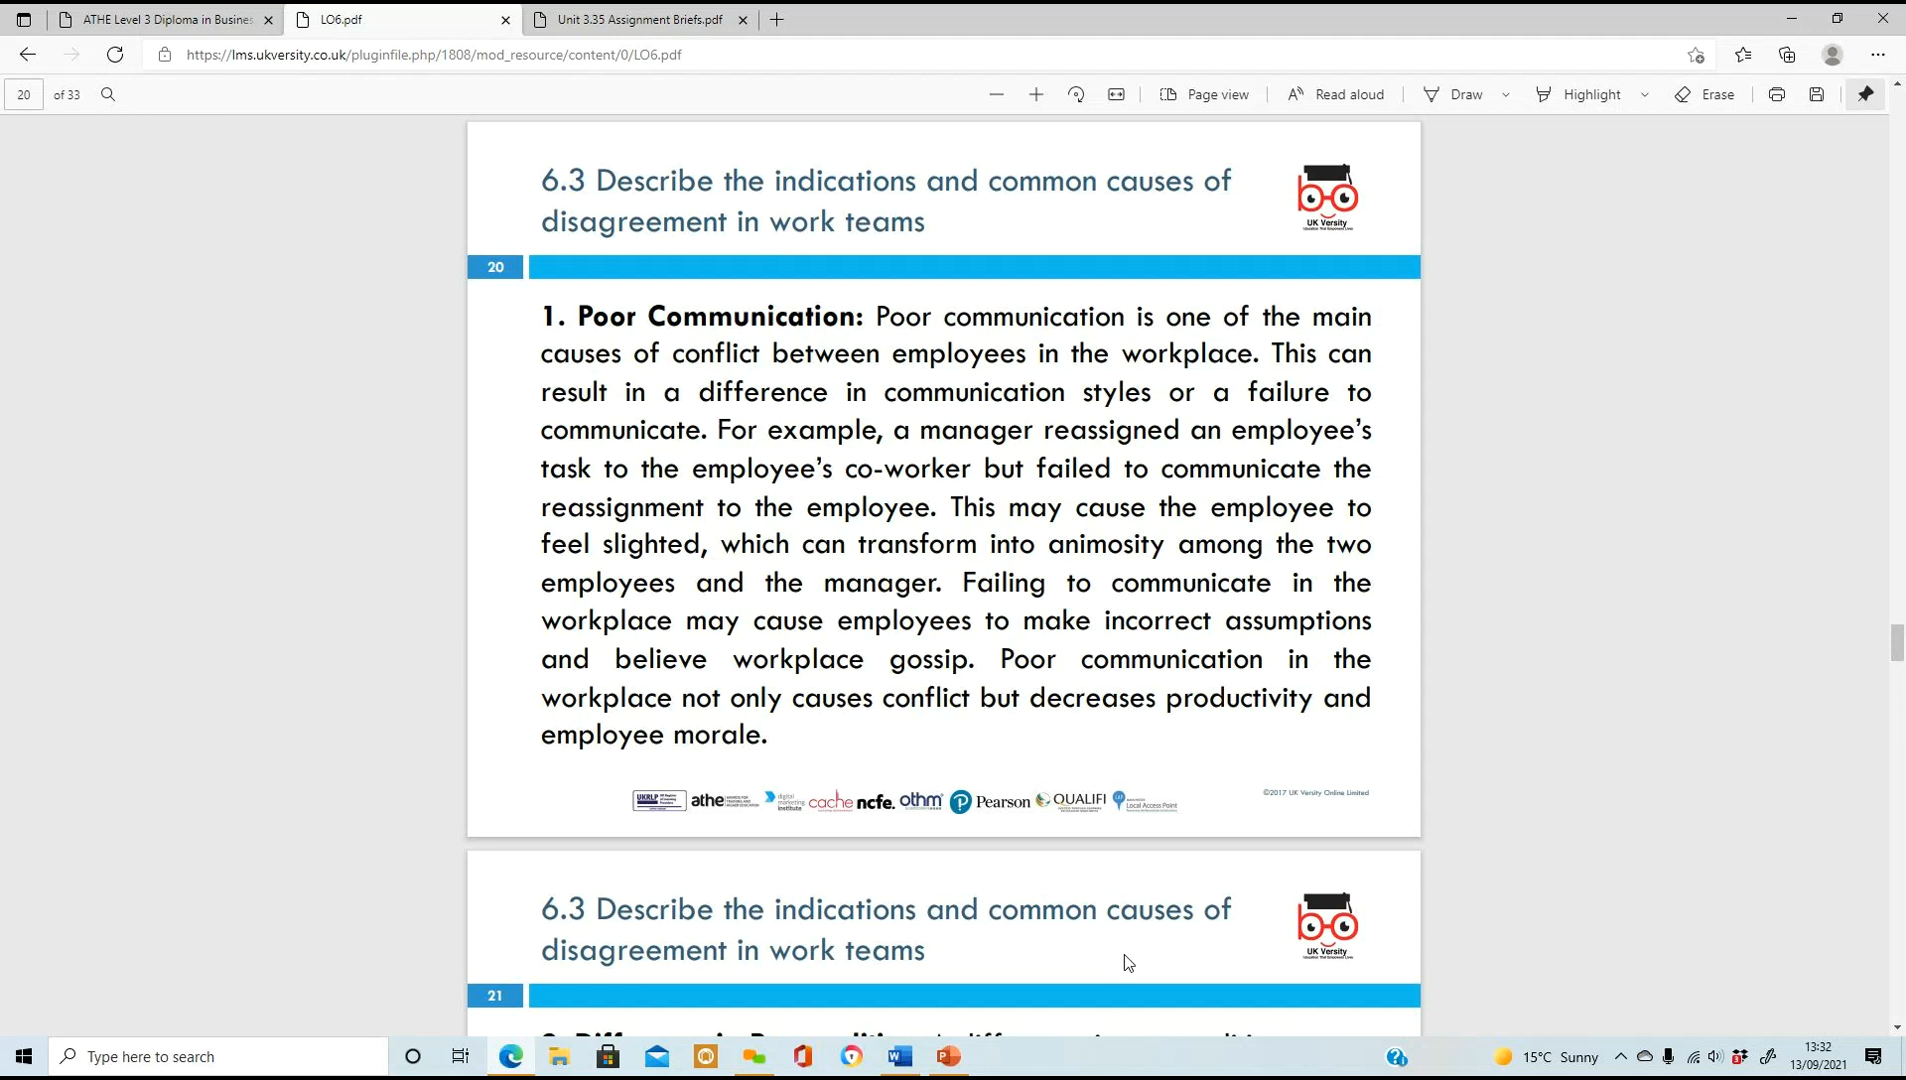 ATHE Level 3 Diploma in Busines
LO6.pdf
Unit 3.35 Assignment Briefs.pdf
https://lms.ukversity.co.uk/pluginfile.php/1808/mod_resource/content/0/LO6.pdf
20 of 33
Page view
Read aloud
Draw
Highlight
Erase
6.3 Describe the indications and common causes of
disagreement in work teams
UK Versity
20
1. Poor Communication: Poor communication is one of the main
causes of conflict between employees in the workplace. This can
result in a difference in communication styles or a failure to
communicate. For example, a manager reassigned an employee’s
task to the employee’s co-worker but failed to communicate the
reassignment to the employee. This may cause the employee to
feel slighted, which can transform into animosity among the two
employees and the manager. Failing to communicate in the
workplace may cause employees to make incorrect assumptions
and believe workplace gossip. Poor communication in the
workplace not only causes conflict but decreases productivity and
employee morale.
UKRLP
athe
digital
marketing
institute
cache
ncfe.
othm
Pearson
QUALIFI
Local Access Point
©2017 UK Versity Online Limited
6.3 Describe the indications and common causes of
disagreement in work teams
UK Versity
21
Type here to search
15°C Sunny
13:32
13/09/2021